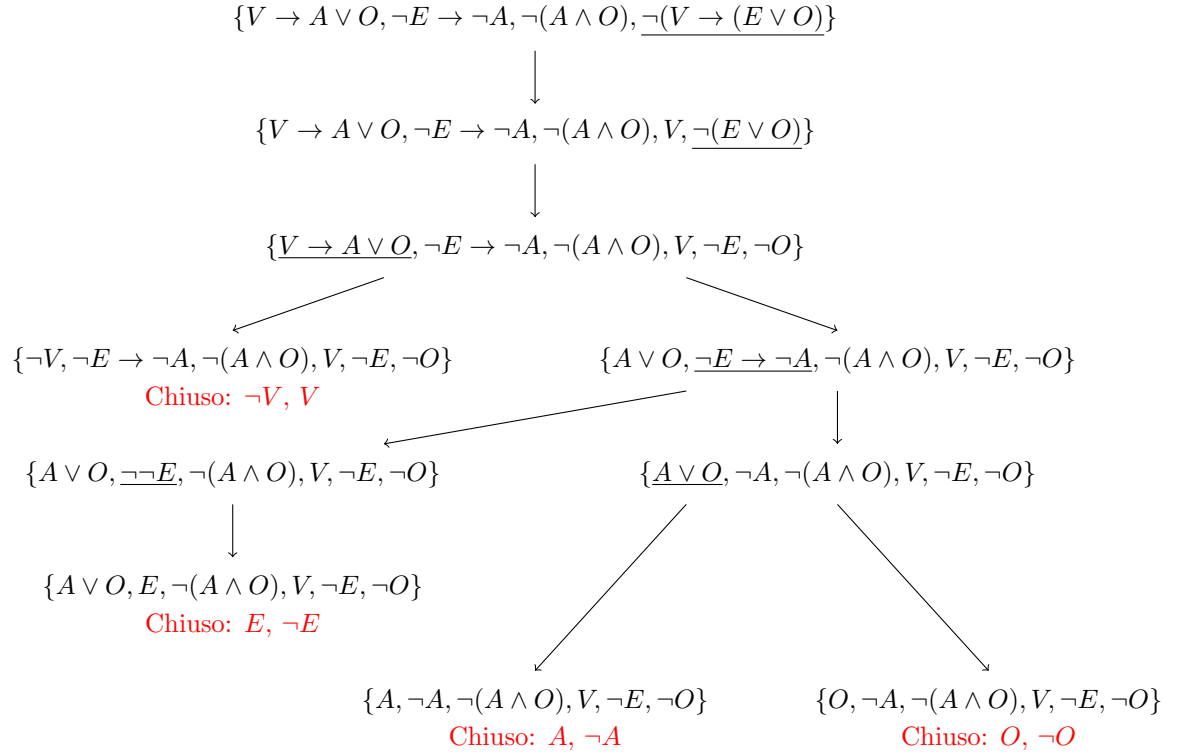 {V → A ∨ O, ¬E → ¬A, ¬(A ∧ O), ¬(V → (E ∨ O)}
{V → A ∨ O, ¬E → ¬A, ¬(A ∧ O), V, ¬(E ∨ O)}
{V → A ∨ O, ¬E → ¬A, ¬(A ∧ O), V, ¬E, ¬O}
{¬V, ¬E → ¬A, ¬(A ∧ O), V, ¬E, ¬O}
Chiuso: ¬V, V
{A ∨ O, ¬E → ¬A, ¬(A ∧ O), V, ¬E, ¬O}
{A ∨ O, ¬¬E, ¬(A ∧ O), V, ¬E, ¬O}
{A ∨ O, ¬A, ¬(A ∧ O), V, ¬E, ¬O}
{A ∨ O, E, ¬(A ∧ O), V, ¬E, ¬O}
Chiuso: E, ¬E
{A, ¬A, ¬(A ∧ O), V, ¬E, ¬O}
Chiuso: A, ¬A
{O, ¬A, ¬(A ∧ O), V, ¬E, ¬O}
Chiuso: O, ¬O